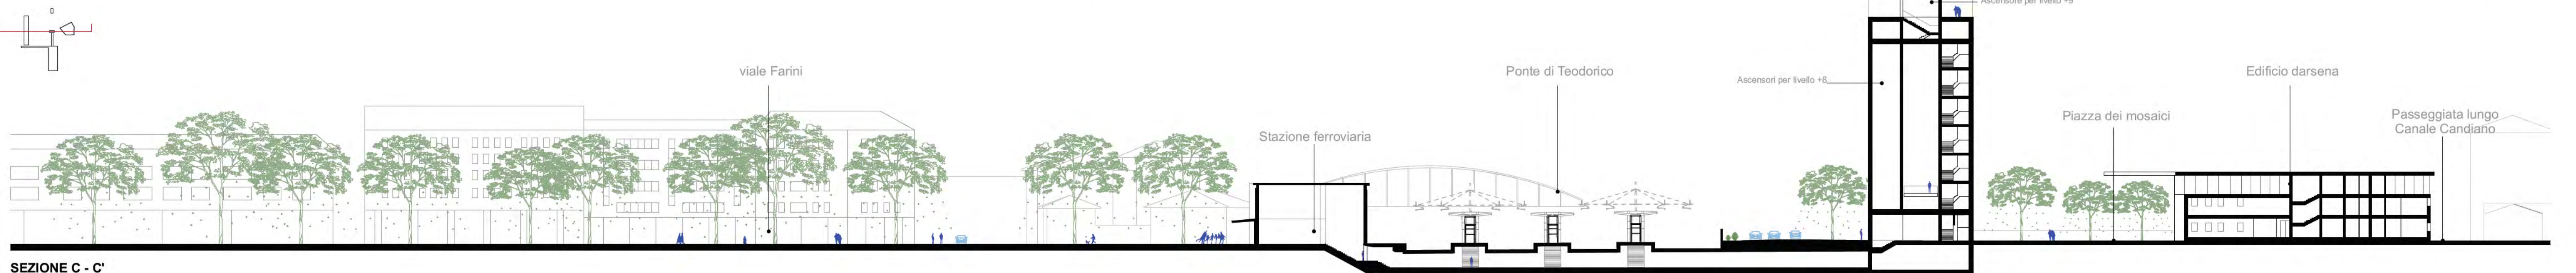 Ascensore per livello +9
viale Farini
Ponte di Teodorico
Edificio darsena
Ascensori per livello +8
Piazza dei mosaici
Passeggiata lungo
Canale Candiano
Stazione ferroviaria
SEZIONE C - C'